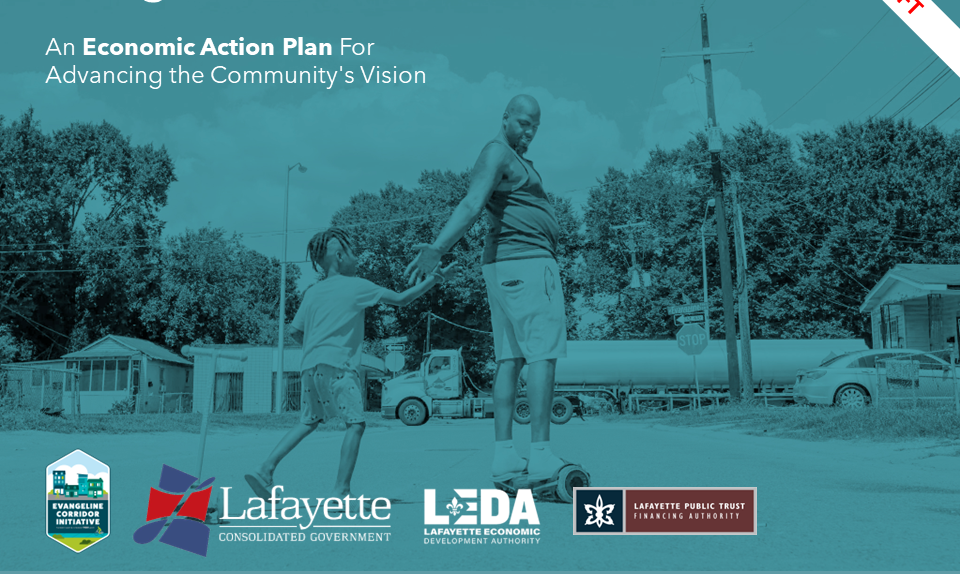 An Economic Action Plan For
Advancing the Community's Vision
STOP
EVANGELINE
CORRIDOR
INITIATIVE
Lafayette
CONSOLIDATED GOVERNMENT
LEDA
LAFAYETTE ECONOMIC
DEVELOPMENT AUTHORITY
LAFAYETTE PUBLIC TRUST
FINANCING AUTHORITY